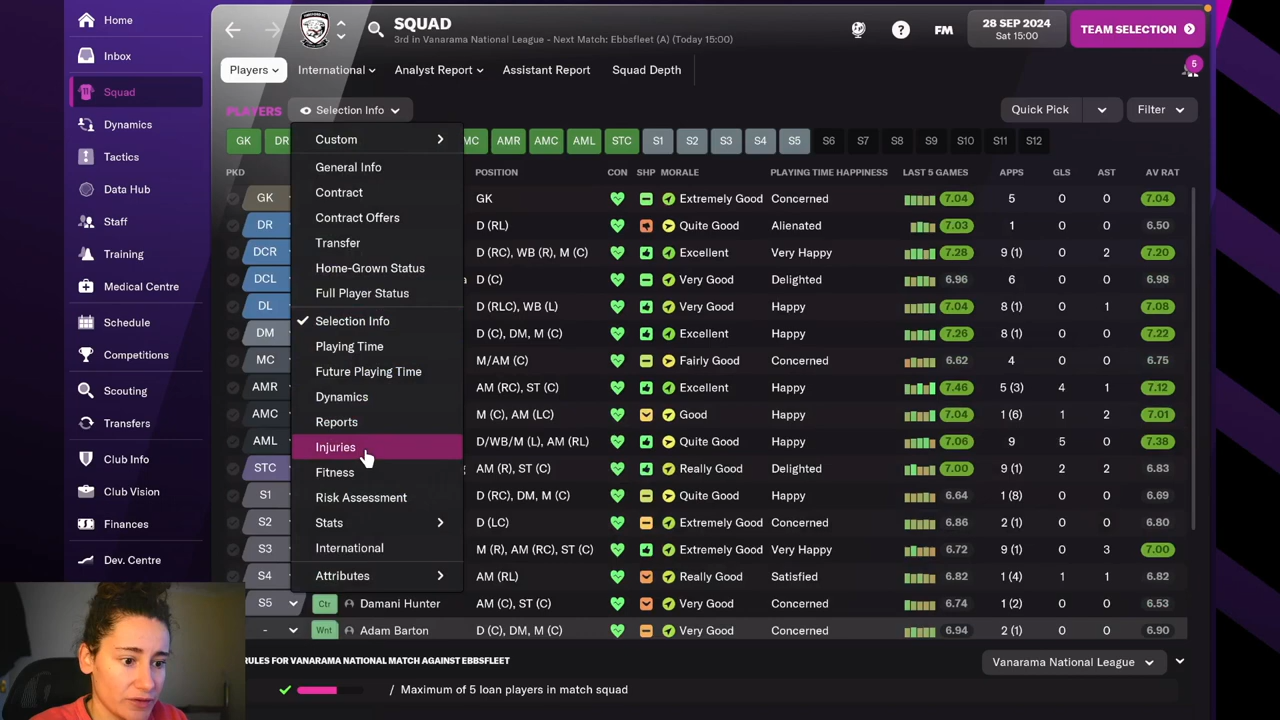 Home
Inbox
Squad
Dynamics
Tactics
Data Hub
Staff
Training
Medical Centre
Schedule
Competitions
Scouting
Transfers
Club Info
Club Vision
Finances
Dev. Centre
SQUAD
3rd in Vanarama National League - Next Match: Ebbsfleet (A) (Today 15:00)
FM
28 SEP 2024
Sat 15:00
TEAM SELECTION
Players
International
Analyst Report
Assistant Report
Squad Depth
5
PLAYERS
Selection Info
Quick Pick
Filter
GK DR MC AMR AMC AML STC S1 S2 S3 S4 S5 S6 S7 S8 S9 S10 S11 S12
Custom
General Info
Contract
Contract Offers
Transfer
Home-Grown Status
Full Player Status
Selection Info
Playing Time
Future Playing Time
Dynamics
Reports
Injuries
Fitness
Risk Assessment
Stats
International
Attributes
PKD POSITION CON SHP MORALE PLAYING TIME HAPPINESS LAST 5 GAMES APPS GLS AST AV RAT
GK GK Extremely Good Concerned 7.04 5 0 0 7.04
DR D (RL) Quite Good Alienated 7.03 1 0 0 6.50
DCR D (RC), WB (R), M (C) Excellent Very Happy 7.28 9 (1) 0 2 7.20
DCL D (C) Very Good Delighted 6.96 6 0 0 6.98
DL D (RLC), WB (L) Very Good Happy 7.04 8 (1) 0 1 7.08
DM D (C), DM, M (C) Excellent Happy 7.26 8 (1) 0 0 7.22
MC M/AM (C) Fairly Good Concerned 6.62 4 0 0 6.75
AMR AM (RC), ST (C) Excellent Happy 7.46 5 (3) 4 1 7.12
AMC M (C), AM (LC) Good Happy 7.04 1 (6) 1 2 7.01
AML D/WB/M (L), AM (RL) Quite Good Happy 7.06 9 5 0 7.38
STC AM (R), ST (C) Really Good Delighted 7.00 9 (1) 2 2 6.83
S1 D (RC), DM, M (C) Quite Good Happy 6.64 1 (8) 0 0 6.69
S2 D (LC) Extremely Good Concerned 6.86 2 (1) 0 0 6.80
S3 M (R), AM (RC), ST (C) Extremely Good Very Happy 6.72 9 (1) 0 3 7.00
S4 AM (RL) Really Good Satisfied 6.82 1 (4) 1 1 6.82
S5 Ctr Damani Hunter AM (C), ST (C) Very Good Concerned 6.74 1 (2) 0 0 6.53
- Wnt Adam Barton D (C), DM, M (C) Very Good Concerned 6.94 2 (1) 0 0 6.90
RULES FOR VANARAMA NATIONAL MATCH AGAINST EBBSFLEET
Vanarama National League
/ Maximum of 5 loan players in match squad